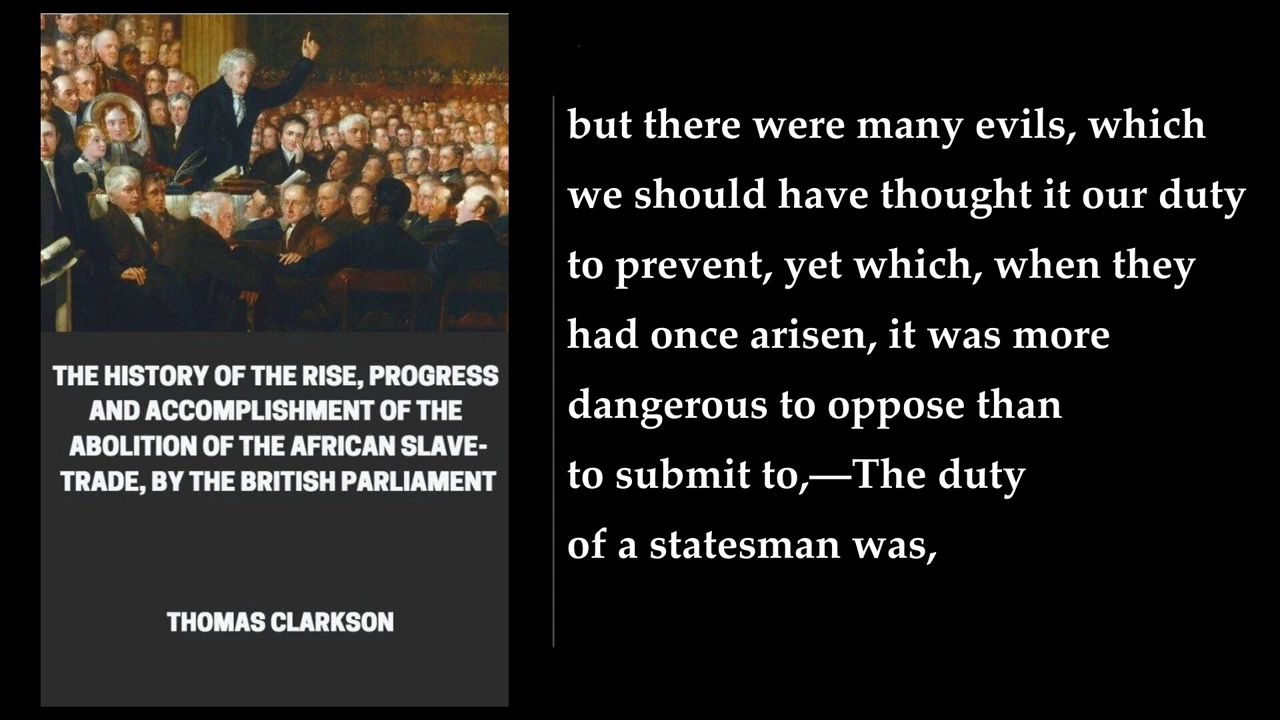 THE HISTORY OF THE RISE, PROGRESS
AND ACCOMPLISHMENT OF THE
ABOLITION OF THE AFRICAN SLAVE-
TRADE, BY THE BRITISH PARLIAMENT
THOMAS CLARKSON
but there were many evils, which
we should have thought it our duty
to prevent, yet which, when they
had once arisen, it was more
dangerous to oppose than
to submit to,—The duty
of a statesman was,